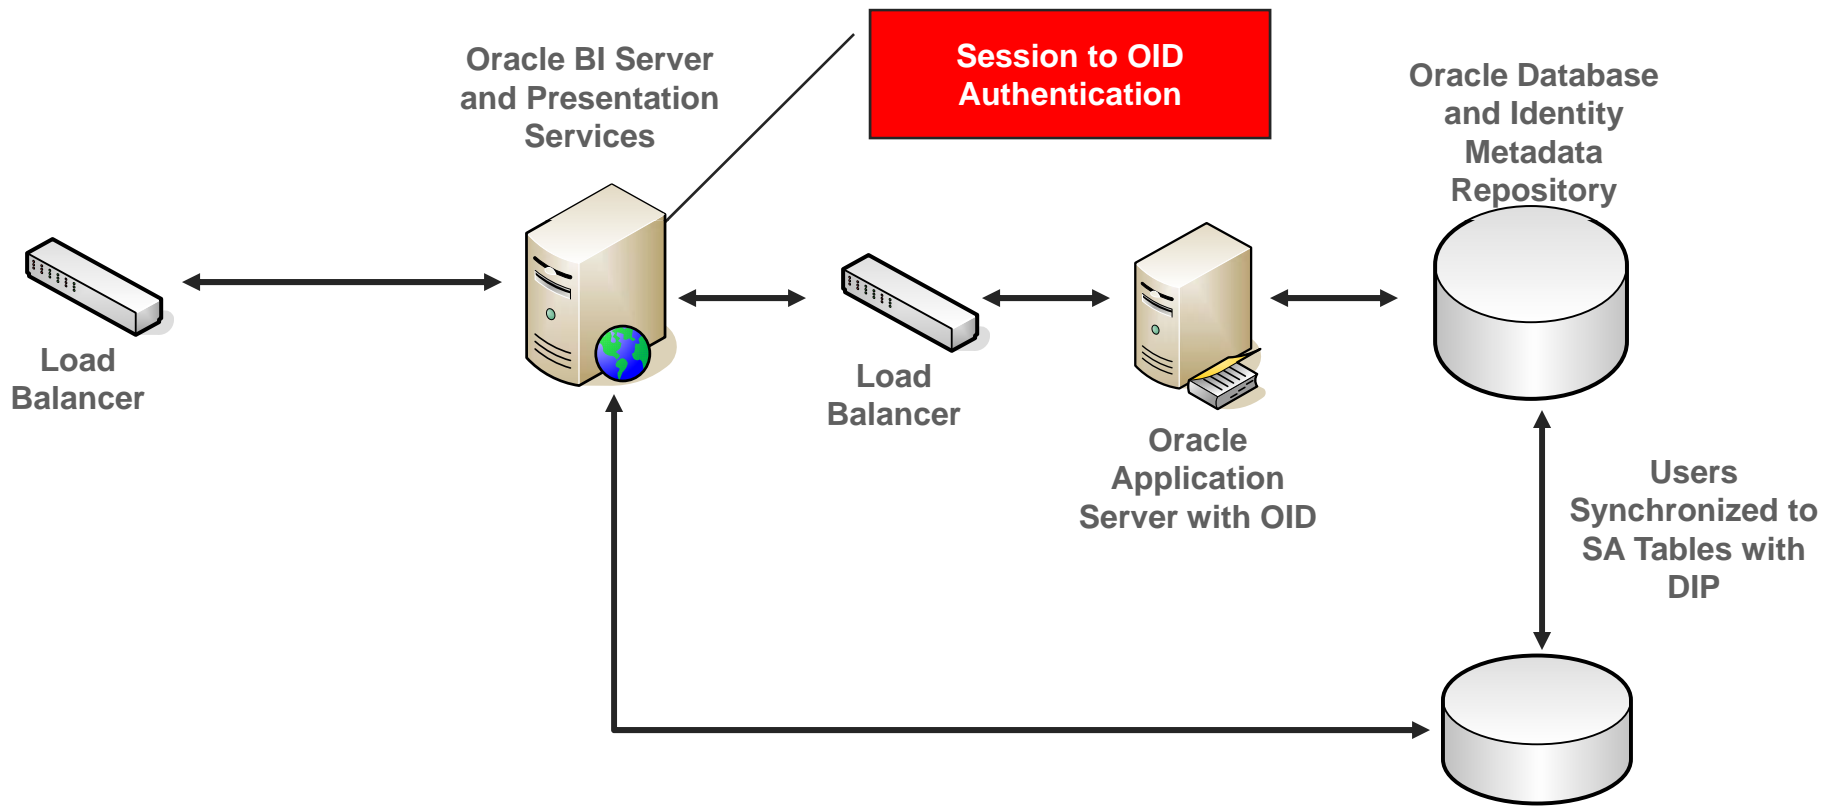 Oracle BI Server
and Presentation
Services
Session to OID
Authentication
Oracle Database
and Identity
Metadata
Repository
Load
Balancer
Load
Balancer
Oracle
Application
Server with OID
Users
Synchronized to
SA Tables with
DIP